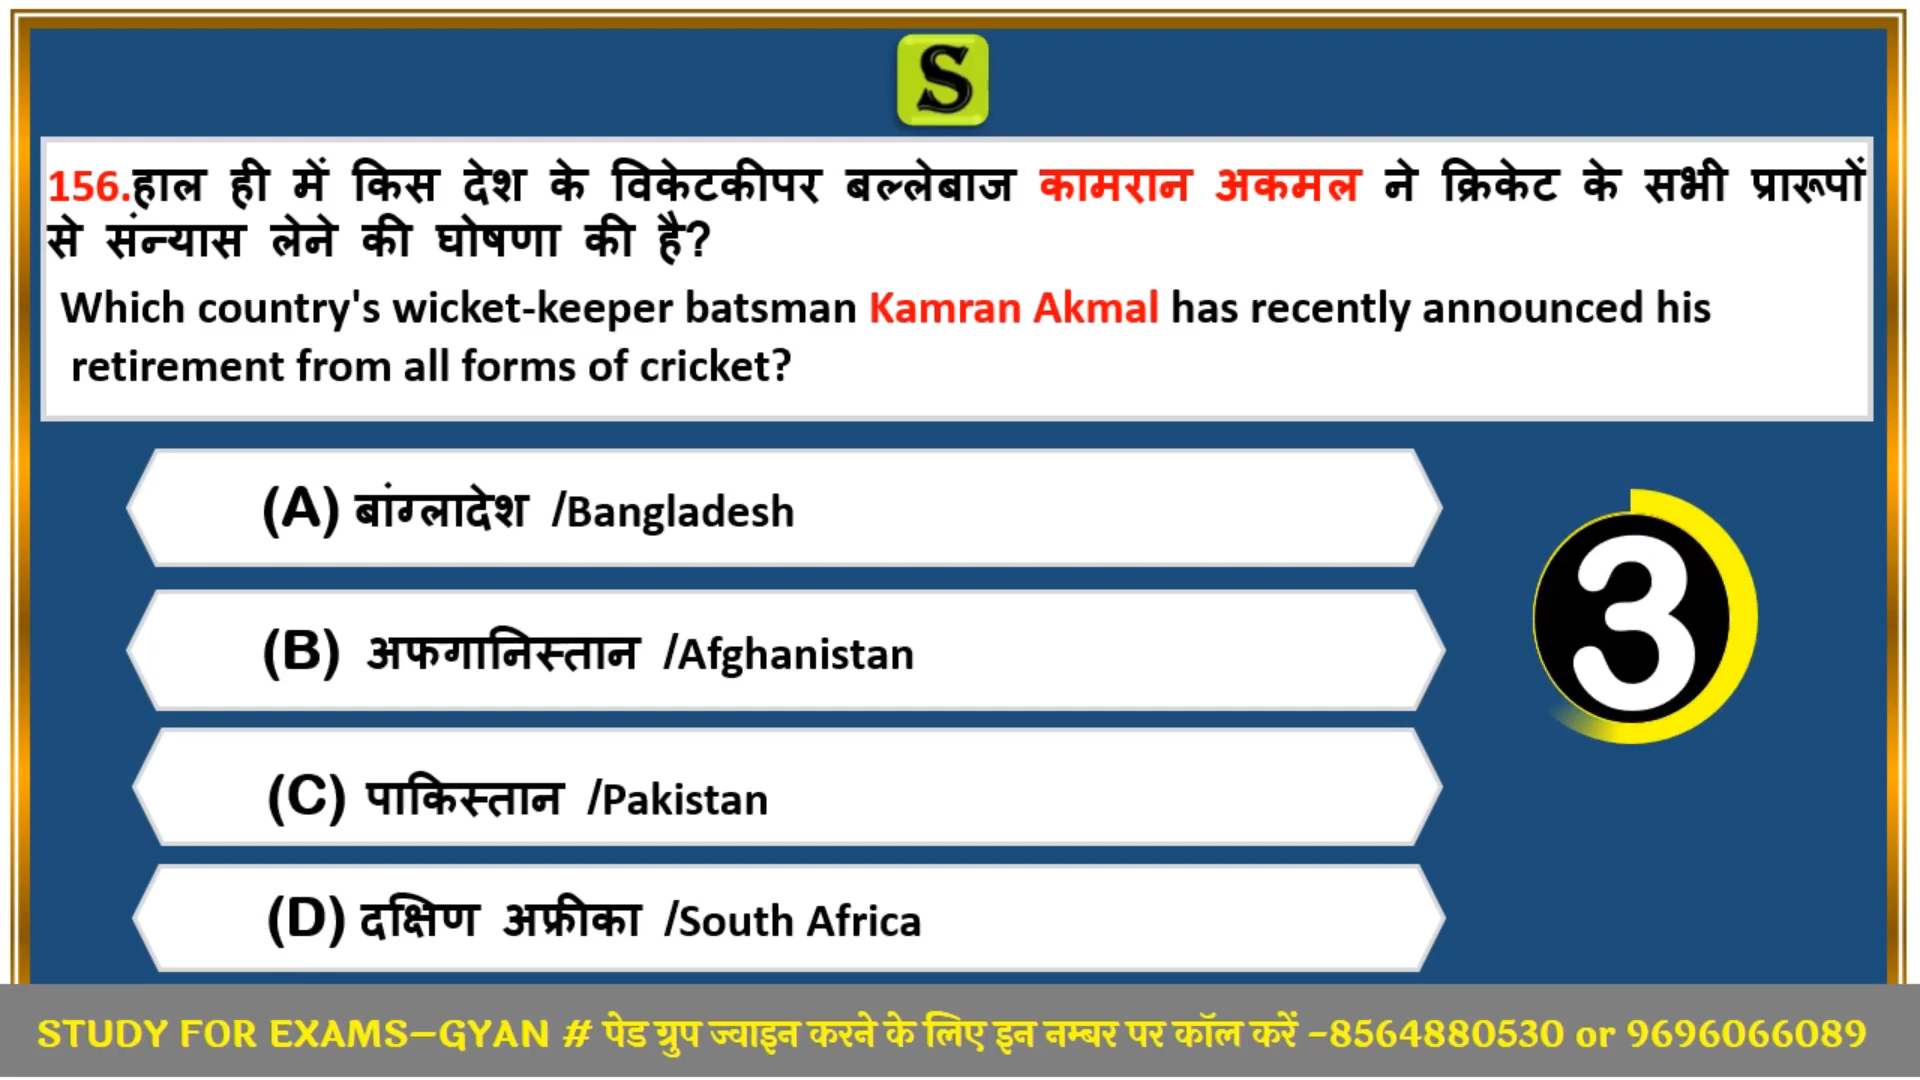 S
156.हाल ही में किस देश के विकेटकीपर बल्लेबाज कामरान अकमल ने क्रिकेट के सभी प्रारूपों
से संन्यास लेने की घोषणा की है?
Which country's wicket-keeper batsman Kamran Akmal has recently announced his
retirement from all forms of cricket?
(A) बांग्लादेश /Bangladesh
(B) अफगानिस्तान /Afghanistan
3
(C) पाकिस्तान /Pakistan
(D) दक्षिण अफ्रीका /South Africa
STUDY FOR EXAMS–GYAN # पेड ग्रुप ज्वाइन करने के लिए इन नम्बर पर कॉल करें -8564880530 or 9696066089